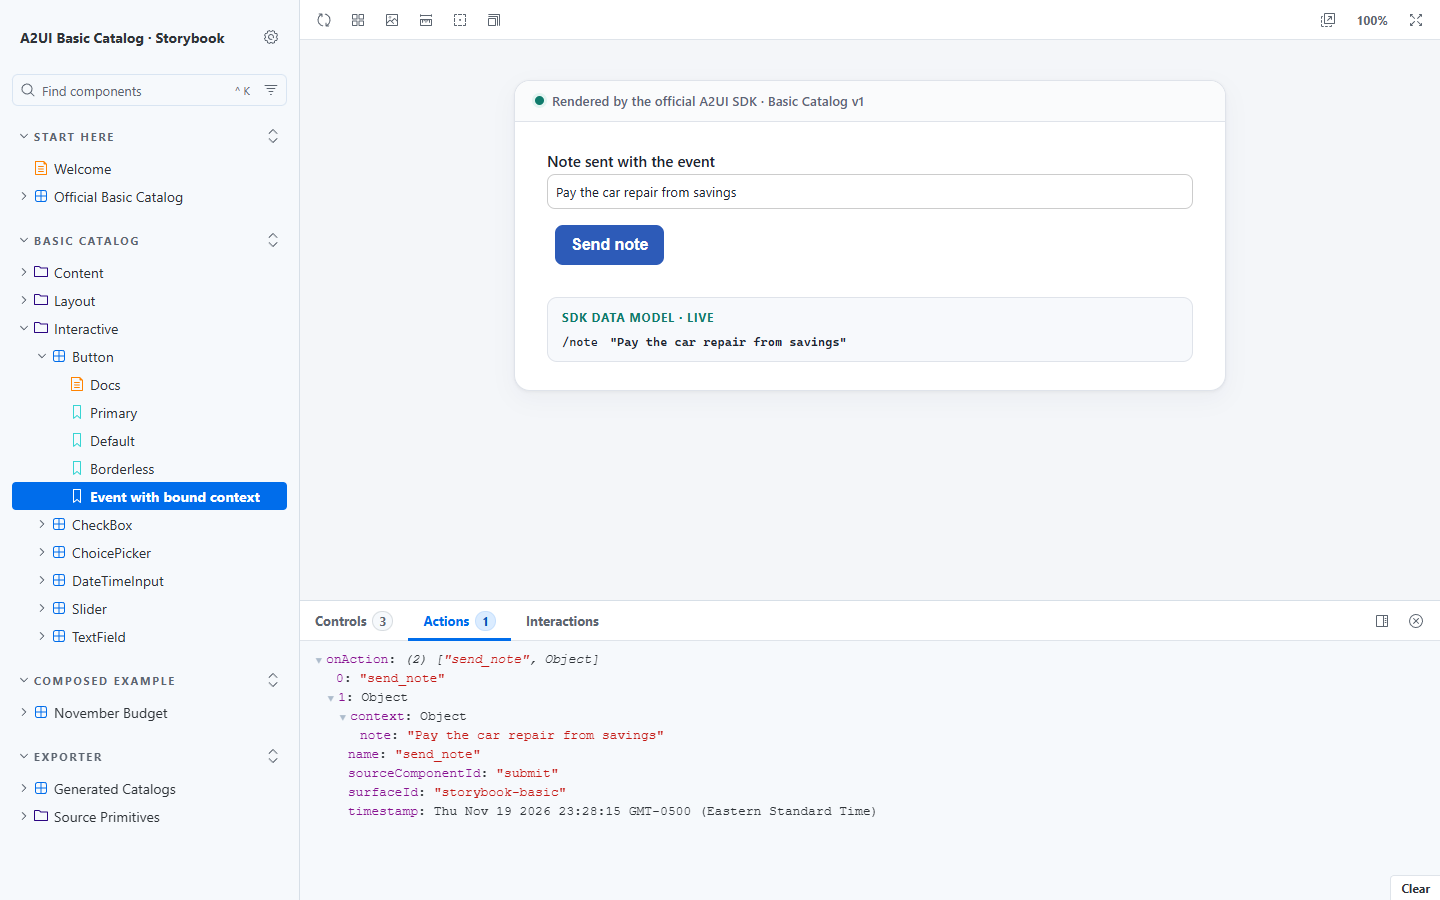 A2UI Basic Catalog · Storybook
Find components
^ K
START HERE
Welcome
Official Basic Catalog
BASIC CATALOG
Content
Layout
Interactive
Button
Docs
Primary
Default
Borderless
Event with bound context
CheckBox
ChoicePicker
DateTimeInput
Slider
TextField
COMPOSED EXAMPLE
November Budget
EXPORTER
Generated Catalogs
Source Primitives
100%
Rendered by the official A2UI SDK · Basic Catalog v1
Note sent with the event
Pay the car repair from savings
Send note
SDK DATA MODEL · LIVE
/note "Pay the car repair from savings"
Controls 3 Actions 1 Interactions
onAction: (2) ["send_note", Object]
0: "send_note"
1: Object
context: Object
note: "Pay the car repair from savings"
name: "send_note"
sourceComponentId: "submit"
surfaceId: "storybook-basic"
timestamp: Thu Nov 19 2026 23:28:15 GMT-0500 (Eastern Standard Time)
Clear